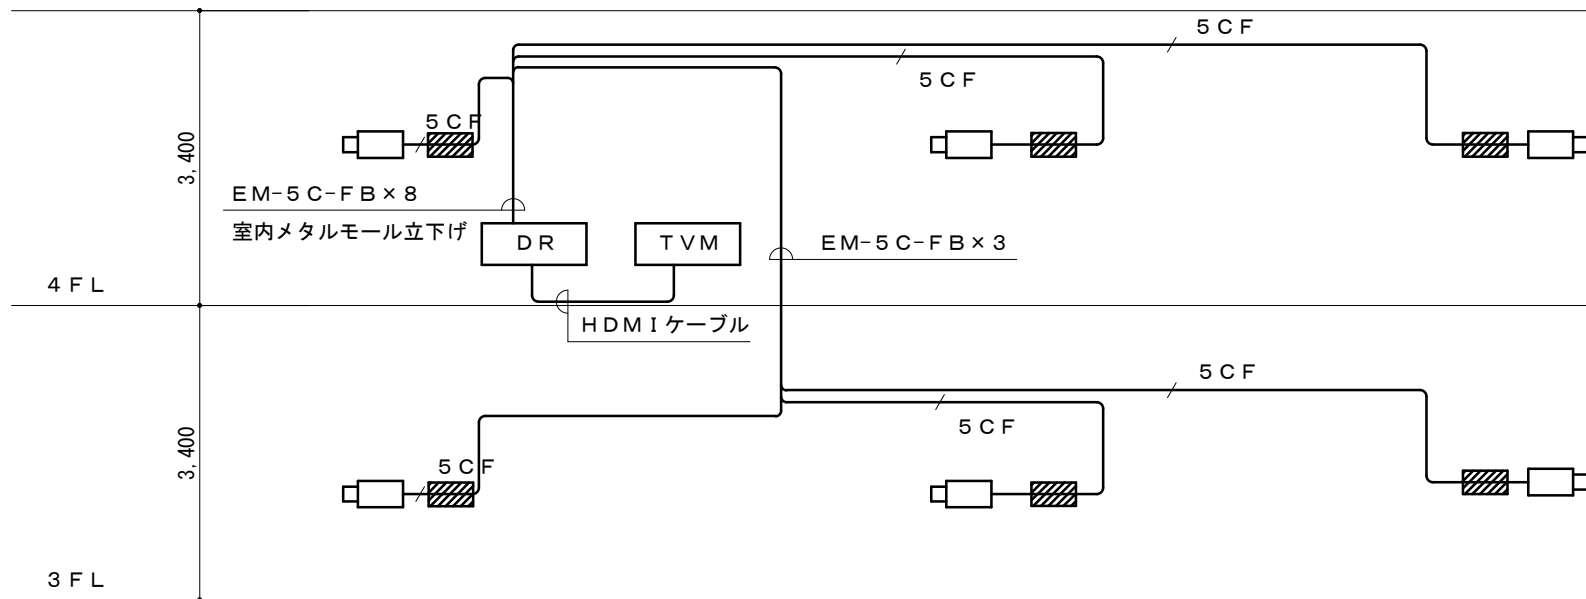 ５ＣＦ
５ＣＦ
５ＣＦ
3,400
ＥＭ-５Ｃ-ＦＢ×８
室内メタルモール立下げ
ＤＲ
ＴＶＭ
ＥＭ-５Ｃ-ＦＢ×３
４ＦＬ
ＨＤＭＩケーブル
５ＣＦ
５ＣＦ
3,400
５ＣＦ
３ＦＬ